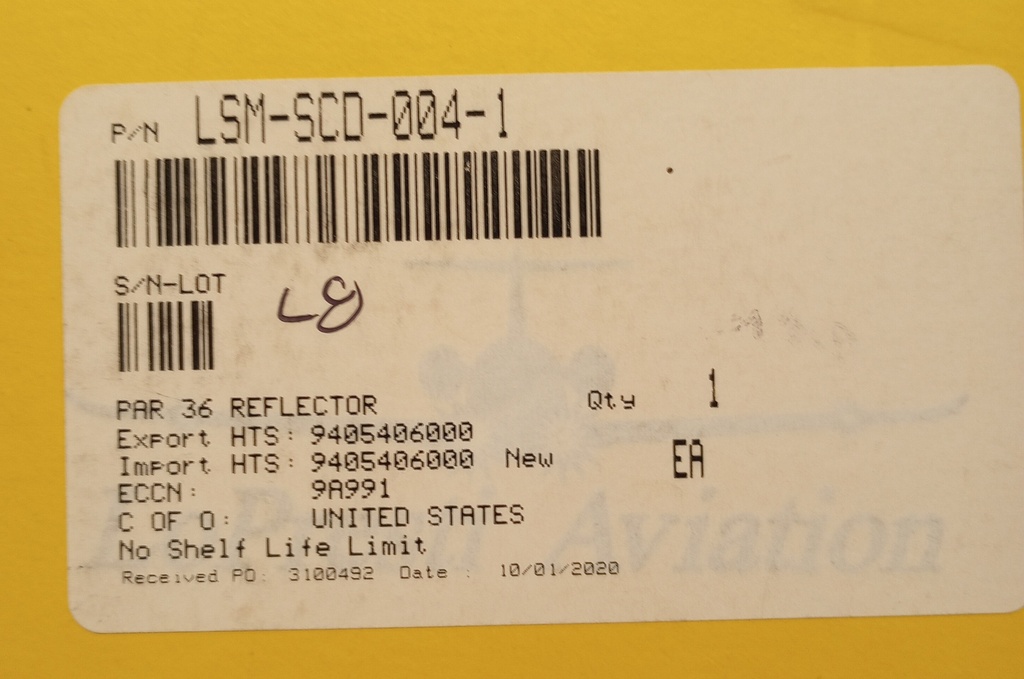 P/N LSM-SCD-004-1
S/N-LOT L8
PAR 36 REFLECTOR Qty 1
Export HTS: 9405406000
Import HTS: 9405406000 New EA
ECCN: 9A991
C OF O: UNITED STATES
No Shelf Life Limit
Aviation
Received PO: 3100492 Date : 10/01/2020